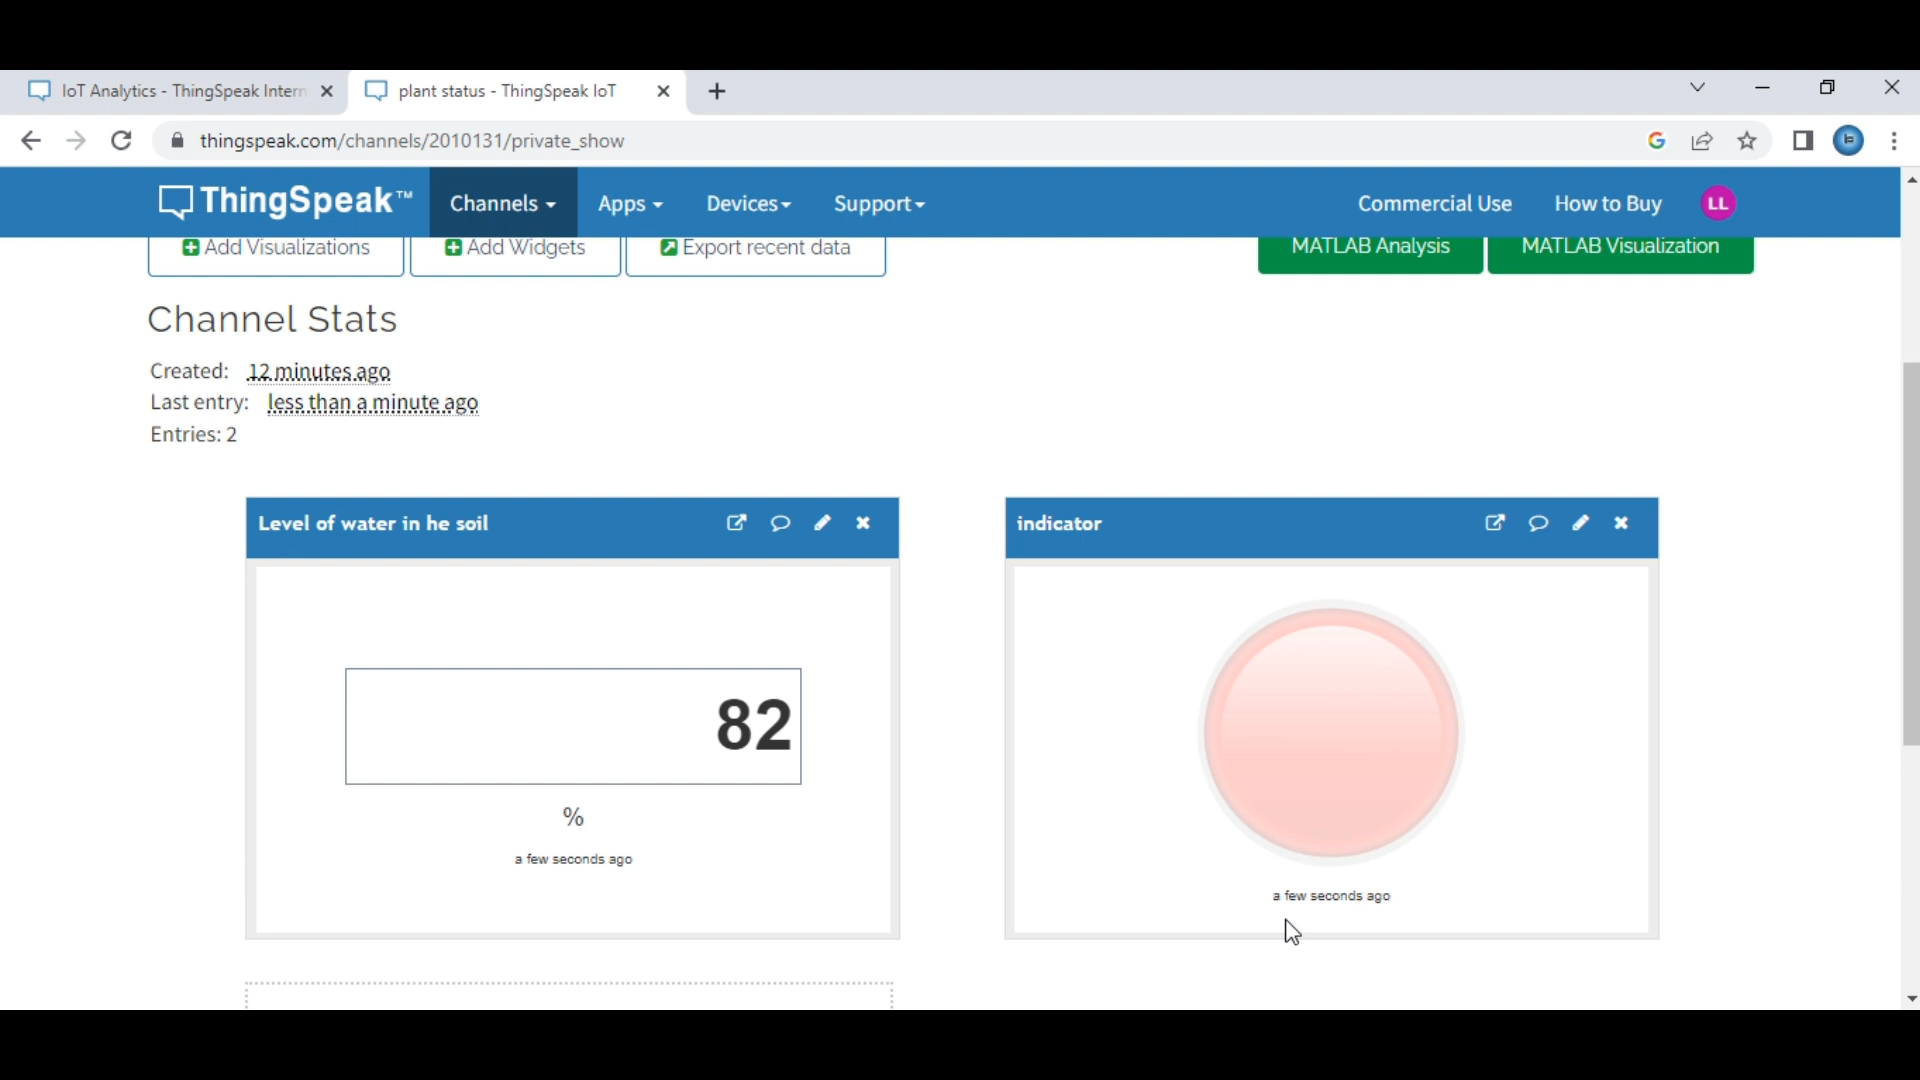 IoT Analytics - ThingSpeak Intern
plant status - ThingSpeak IoT
thingspeak.com/channels/2010131/private_show
ThingSpeak™
Channels
Apps
Devices
Support
Commercial Use
How to Buy
LL
Add Visualizations
Add Widgets
Export recent data
MATLAB Analysis
MATLAB Visualization
Channel Stats
Created: 12 minutes ago
Last entry: less than a minute ago
Entries: 2
Level of water in he soil
82
%
a few seconds ago
indicator
a few seconds ago